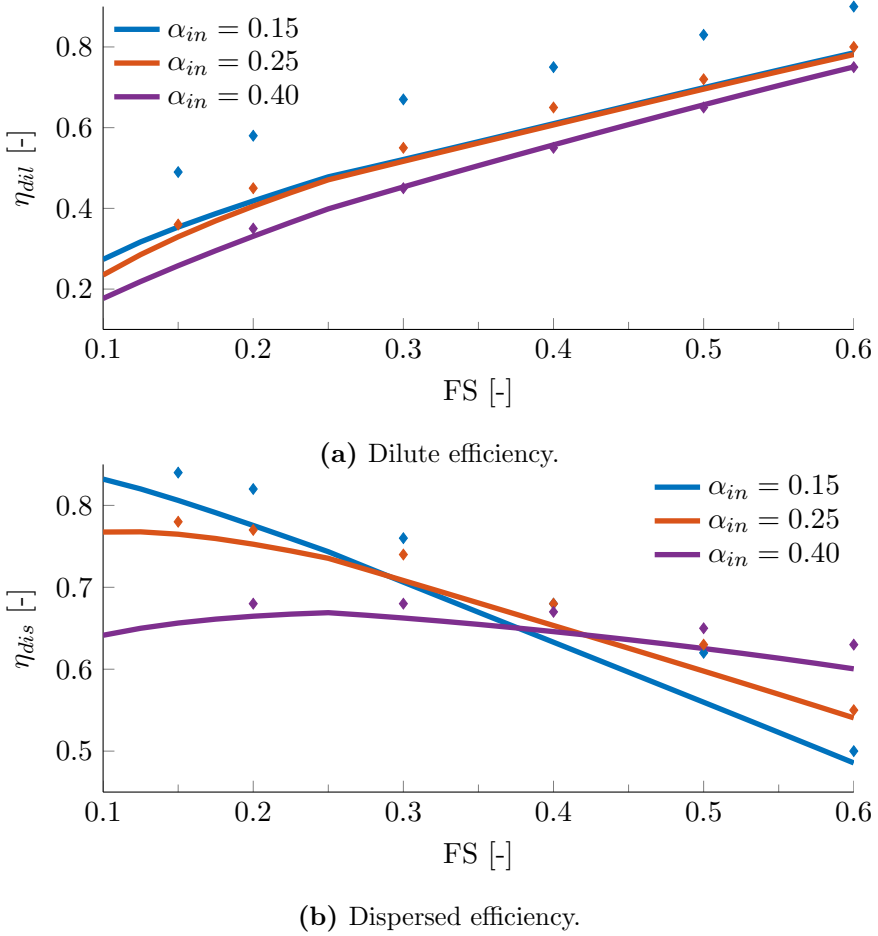 α_in = 0.15
α_in = 0.25
α_in = 0.40
0.8
0.6
0.4
0.2
η_dil [-]
0.1 0.2 0.3 0.4 0.5 0.6
FS [-]
(a) Dilute efficiency.
α_in = 0.15
α_in = 0.25
α_in = 0.40
0.8
0.7
0.6
0.5
η_dis [-]
0.1 0.2 0.3 0.4 0.5 0.6
FS [-]
(b) Dispersed efficiency.